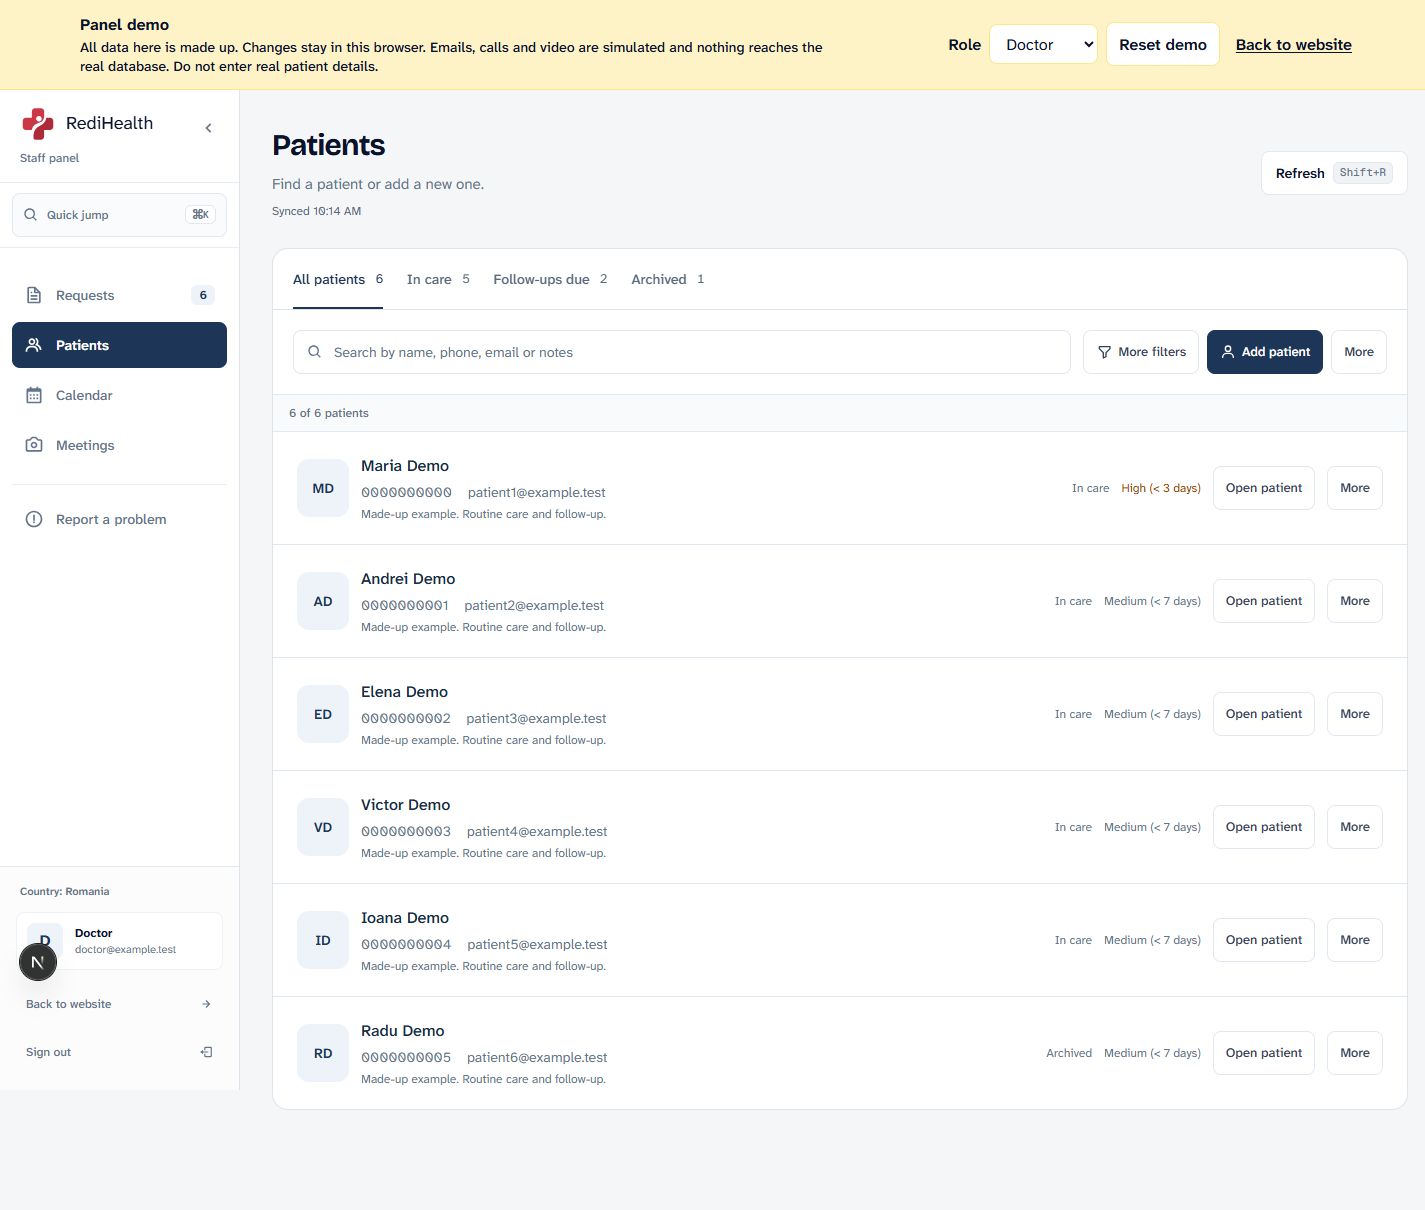 Panel demo
All data here is made up. Changes stay in this browser. Emails, calls and video are simulated and nothing reaches the
real database. Do not enter real patient details.
Role
Doctor
Reset demo
Back to website
RediHealth
Staff panel
Quick jump
⌘K
Requests
6
Patients
Calendar
Meetings
Report a problem
Country: Romania
D
Doctor
doctor@example.test
N
Back to website
Sign out
Patients
Find a patient or add a new one.
Synced 10:14 AM
Refresh Shift+R
All patients 6 In care 5 Follow-ups due 2 Archived 1
Search by name, phone, email or notes
More filters
Add patient
More
6 of 6 patients
MD
Maria Demo
0000000000 patient1@example.test
Made-up example. Routine care and follow-up.
In care High (< 3 days) Open patient More
AD
Andrei Demo
0000000001 patient2@example.test
Made-up example. Routine care and follow-up.
In care Medium (< 7 days) Open patient More
ED
Elena Demo
0000000002 patient3@example.test
Made-up example. Routine care and follow-up.
In care Medium (< 7 days) Open patient More
VD
Victor Demo
0000000003 patient4@example.test
Made-up example. Routine care and follow-up.
In care Medium (< 7 days) Open patient More
ID
Ioana Demo
0000000004 patient5@example.test
Made-up example. Routine care and follow-up.
In care Medium (< 7 days) Open patient More
RD
Radu Demo
0000000005 patient6@example.test
Made-up example. Routine care and follow-up.
Archived Medium (< 7 days) Open patient More